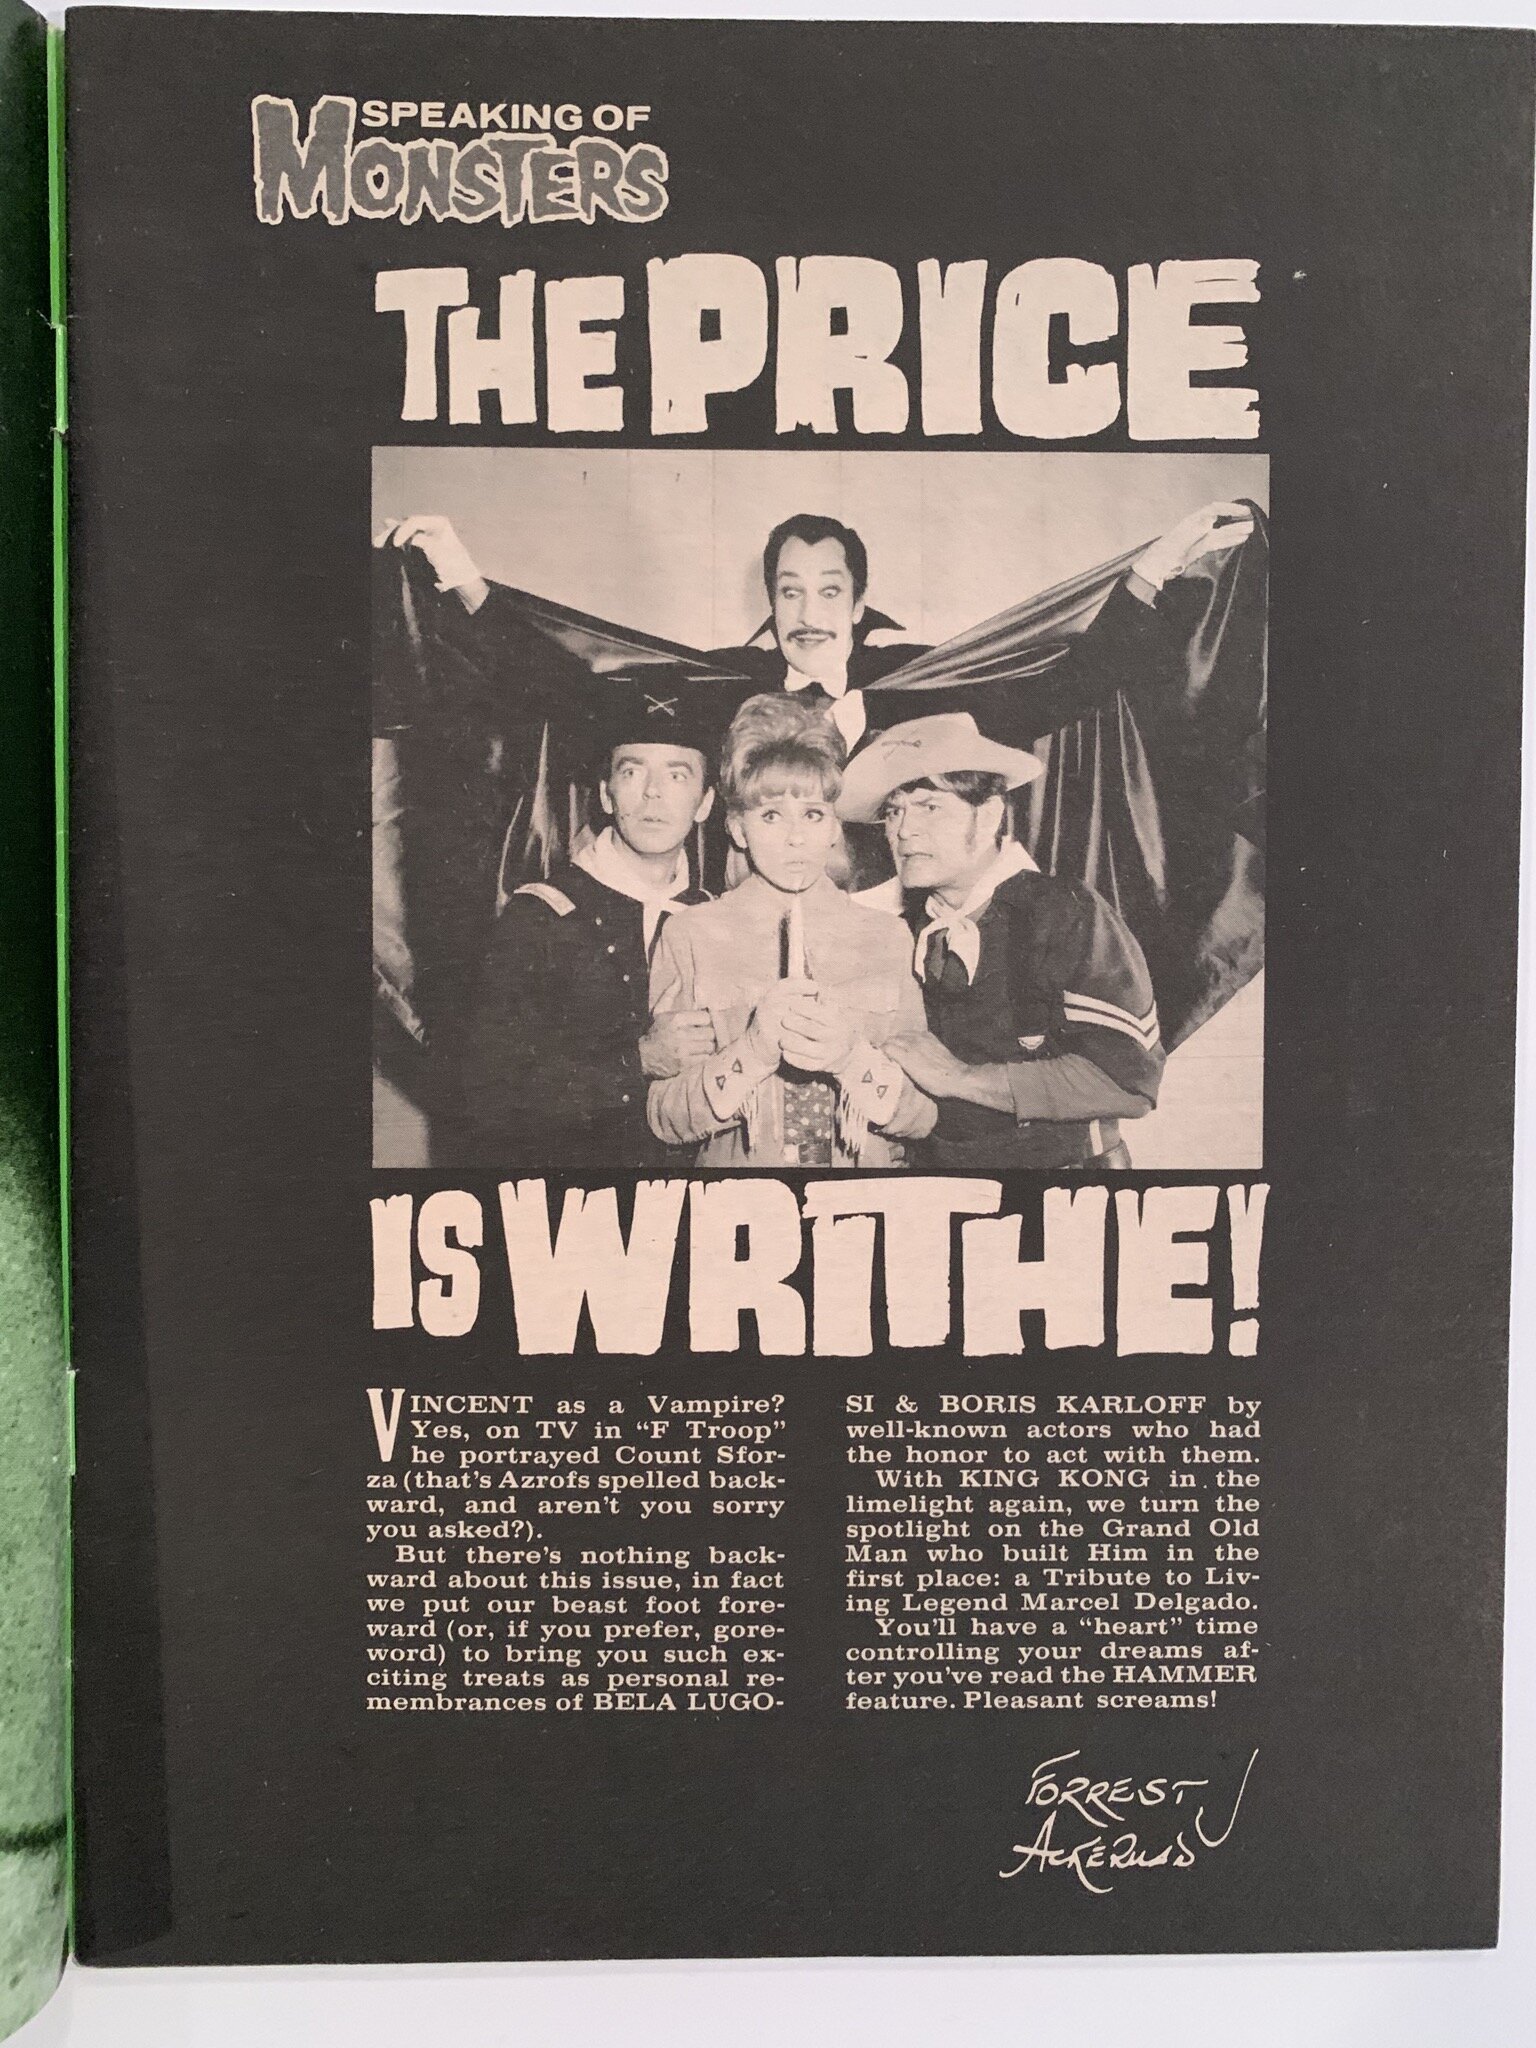 SPEAKING OF
MONSTERS
THE PRICE
IS WRITHE!
VINCENT as a Vampire?
Yes, on TV in “F Troop”
he portrayed Count Sfor-
za (that’s Azrofs spelled back-
ward, and aren’t you sorry
you asked?).
But there’s nothing back-
ward about this issue, in fact
we put our beast foot fore-
ward (or, if you prefer, gore-
word) to bring you such ex-
citing treats as personal re-
membrances of BELA LUGO-
SI & BORIS KARLOFF by
well-known actors who had
the honor to act with them.
With KING KONG in the
limelight again, we turn the
spotlight on the Grand Old
Man who built Him in the
first place: a Tribute to Liv-
ing Legend Marcel Delgado.
You’ll have a “heart” time
controlling your dreams af-
ter you’ve read the HAMMER
feature. Pleasant screams!
FORREST J
ACKERMAN